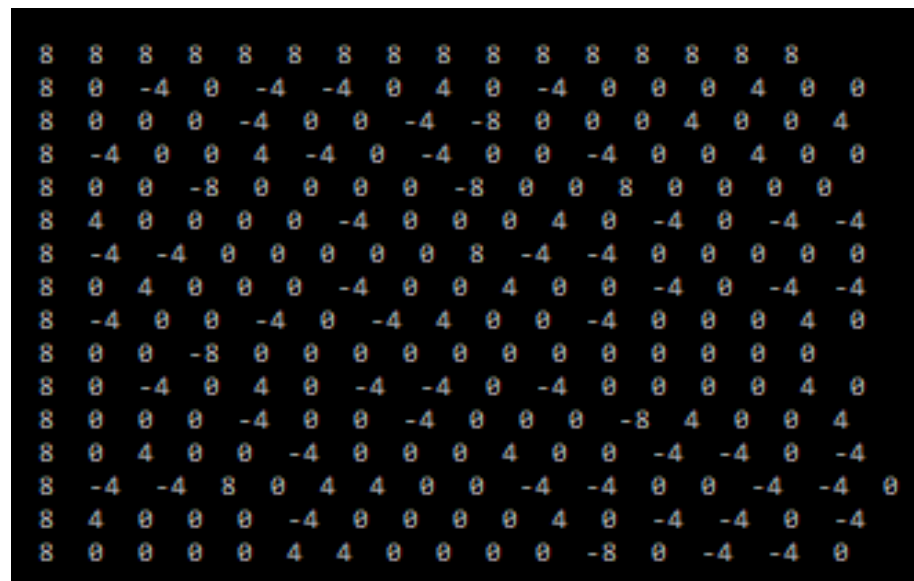 8 8 8 8 8 8 8 8 8 8 8 8 8 8 8 8
8 0 -4 0 -4 -4 0 4 0 -4 0 0 0 4 0 0
8 0 0 0 -4 0 0 -4 -8 0 0 0 4 0 0 4
8 -4 0 0 4 -4 0 -4 0 0 -4 0 0 4 0 0
8 0 0 -8 0 0 0 0 -8 0 0 8 0 0 0 0
8 4 0 0 0 0 -4 0 0 0 4 0 -4 0 -4 -4
8 -4 -4 0 0 0 0 0 8 -4 -4 0 0 0 0 0
8 0 4 0 0 0 -4 0 0 4 0 0 -4 0 -4 -4
8 -4 0 0 -4 0 -4 4 0 0 -4 0 0 0 4 0
8 0 0 -8 0 0 0 0 0 0 0 0 0 0 0 0
8 0 -4 0 4 0 -4 -4 0 -4 0 0 0 0 4 0
8 0 0 0 -4 0 0 -4 0 0 0 -8 4 0 0 4
8 0 4 0 0 -4 0 0 0 4 0 0 -4 -4 0 -4
8 -4 -4 8 0 4 4 0 0 -4 -4 0 0 -4 -4 0
8 4 0 0 0 -4 0 0 0 0 4 0 -4 -4 0 -4
8 0 0 0 0 4 4 0 0 0 0 -8 0 -4 -4 0